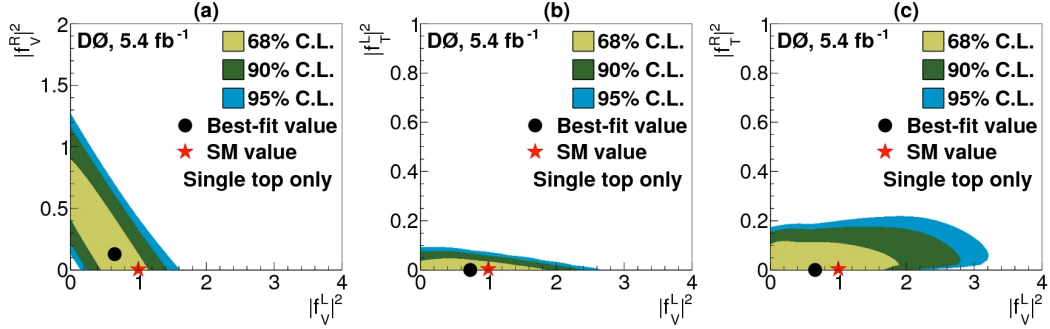 (a)
DØ, 5.4 fb⁻¹
68% C.L.
90% C.L.
95% C.L.
Best-fit value
SM value
Single top only
|f_V^R|²
2
1.5
1
0.5
0
0 1 2 3 4
|f_V^L|²
(b)
DØ, 5.4 fb⁻¹
68% C.L.
90% C.L.
95% C.L.
Best-fit value
SM value
Single top only
|f_T^L|²
1
0.8
0.6
0.4
0.2
0
0 1 2 3 4
|f_V^L|²
(c)
DØ, 5.4 fb⁻¹
68% C.L.
90% C.L.
95% C.L.
Best-fit value
SM value
Single top only
|f_T^R|²
1
0.8
0.6
0.4
0.2
0
0 1 2 3 4
|f_V^L|²